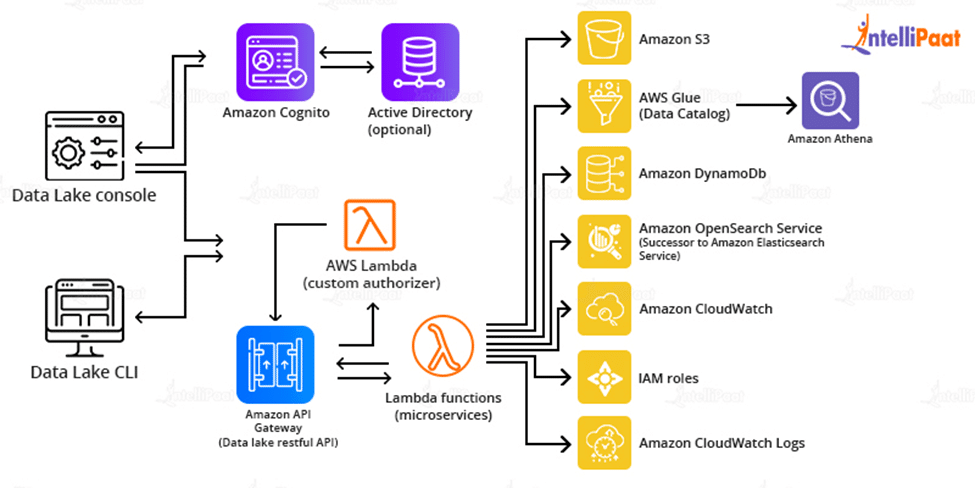 IntelliPaat
Amazon S3
AWS Glue
(Data Catalog)
Amazon Athena
Amazon Cognito
Active Directory
(optional)
Data Lake console
Amazon DynamoDb
Amazon OpenSearch Service
(Successor to Amazon Elasticsearch
Service)
AWS Lambda
(custom authorizer)
Amazon CloudWatch
Data Lake CLI
Amazon API
Gateway
(Data lake restful API)
Lambda functions
(microservices)
IAM roles
Amazon CloudWatch Logs